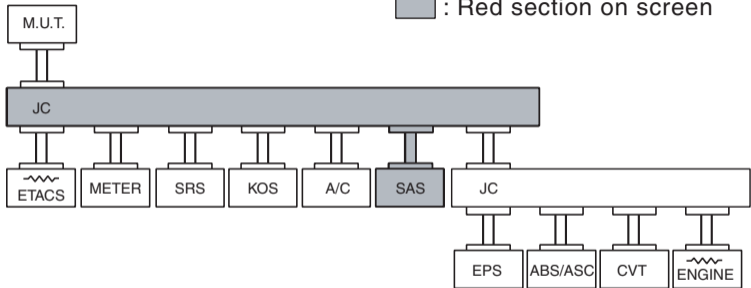 : Red section on screen
M.U.T.
JC
ETACS METER SRS KOS A/C SAS JC
EPS ABS/ASC CVT ENGINE